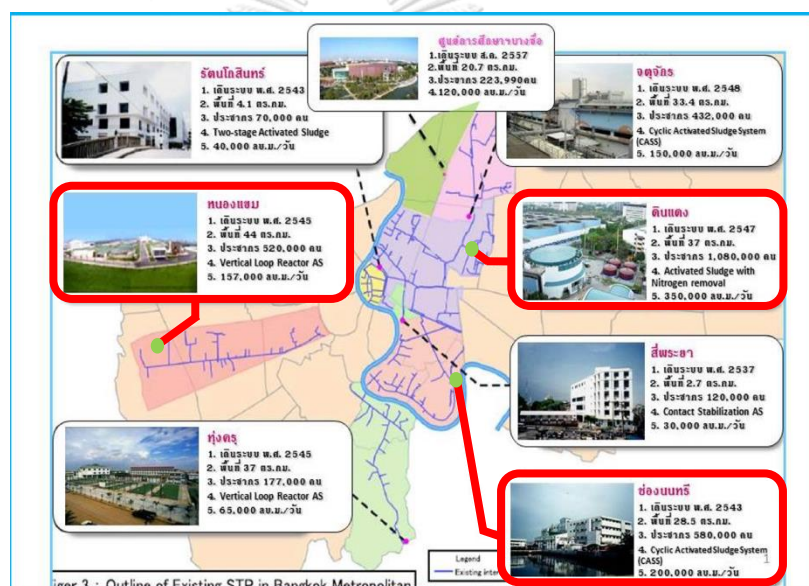 รัตนโกสินทร์
1. เดินระบบ พ.ศ. 2543
2. พื้นที่ 4.1 ตร.กม.
3. ประชากร 70,000 คน
4. Two-stage Activated Sludge
5. 40,000 ลบ.ม./วัน
ศูนย์การศึกษาฯบางซื่อ
1.เดินระบบ ส.ค. 2557
2.พื้นที่ 20.7 ตร.กม.
3.ประชากร 223,990คน
4.120,000 ลบ.ม./วัน
จตุจักร
1. เดินระบบ พ.ศ. 2548
2. พื้นที่ 33.4 ตร.กม.
3. ประชากร 432,000 คน
4. Cyclic Activated Sludge System
(CASS)
5. 150,000 ลบ.ม./วัน
หนองแขม
1. เดินระบบ พ.ศ. 2545
2. พื้นที่ 44 ตร.กม.
3. ประชากร 520,000 คน
4. Vertical Loop Reactor AS
5. 157,000 ลบ.ม./วัน
ดินแดง
1. เดินระบบ พ.ศ. 2547
2. พื้นที่ 37 ตร.กม.
3. ประชากร 1,080,000 คน
4. Activated Sludge with
Nitrogen removal
5. 350,000 ลบ.ม./วัน
สี่พระยา
1. เดินระบบ พ.ศ. 2537
2. พื้นที่ 2.7 ตร.กม.
3. ประชากร 120,000 คน
4. Contact Stabilization AS
5. 30,000 ลบ.ม./วัน
ทุ่งครุ
1. เดินระบบ พ.ศ. 2545
2. พื้นที่ 37 ตร.กม.
3. ประชากร 177,000 คน
4. Vertical Loop Reactor AS
5. 65,000 ลบ.ม./วัน
ช่องนนทรี
1. เดินระบบ พ.ศ. 2543
2. พื้นที่ 28.5 ตร.กม.
3. ประชากร 580,000 คน
4. Cyclic Activated Sludge System
(CASS)
5. 200,000 ลบ.ม./วัน
1
Legend
Existing inter
iger 3 : Outline of Existing STP in Bangkok Metropolitan